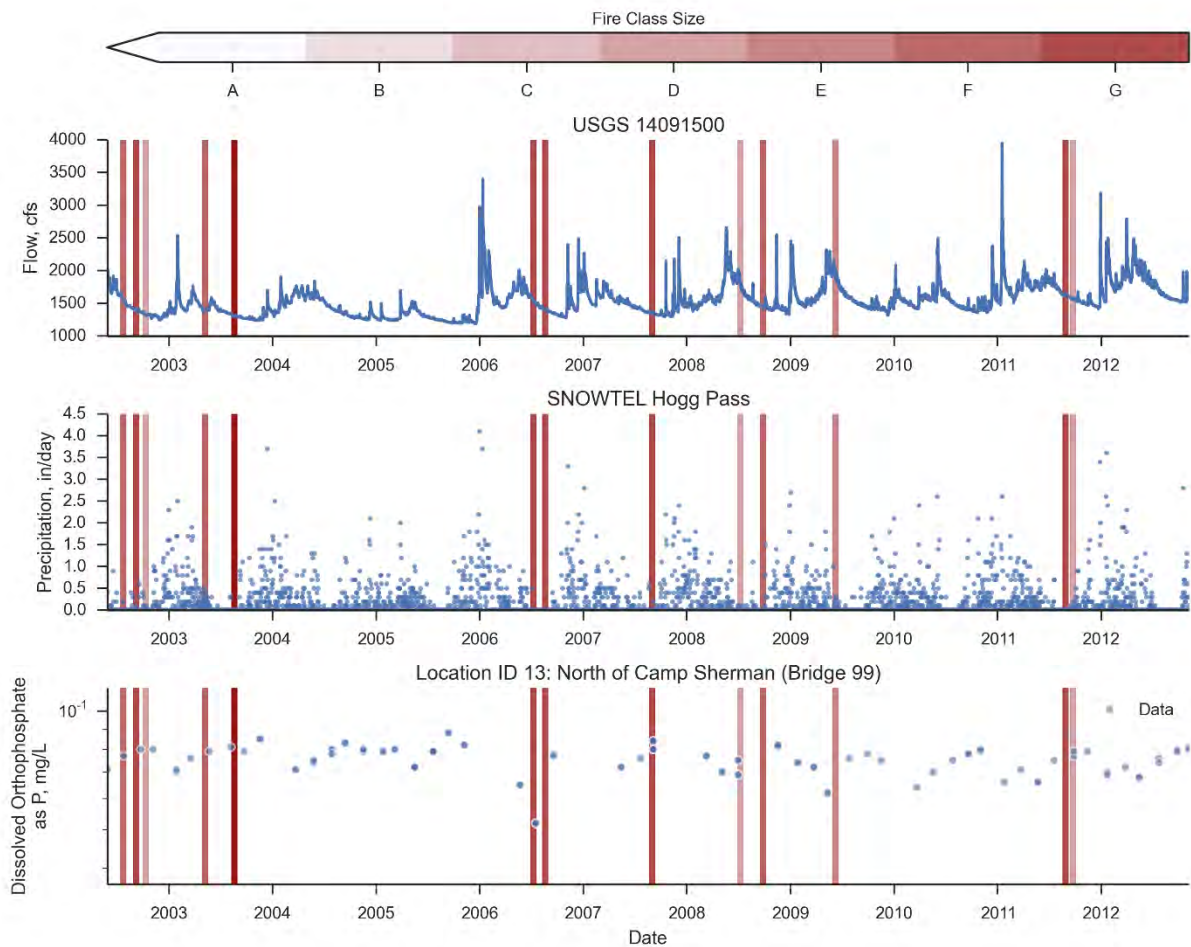 Fire Class Size
A B C D E F G
USGS 14091500
Flow, cfs
4000
3500
3000
2500
2000
1500
1000
2003 2004 2005 2006 2007 2008 2009 2010 2011 2012
SNOWTEL Hogg Pass
Precipitation, in/day
4.5
4.0
3.5
3.0
2.5
2.0
1.5
1.0
0.5
0.0
2003 2004 2005 2006 2007 2008 2009 2010 2011 2012
Location ID 13: North of Camp Sherman (Bridge 99)
Dissolved Orthophosphate
as P, mg/L
10⁻¹
Data
2003 2004 2005 2006 2007 2008 2009 2010 2011 2012
Date